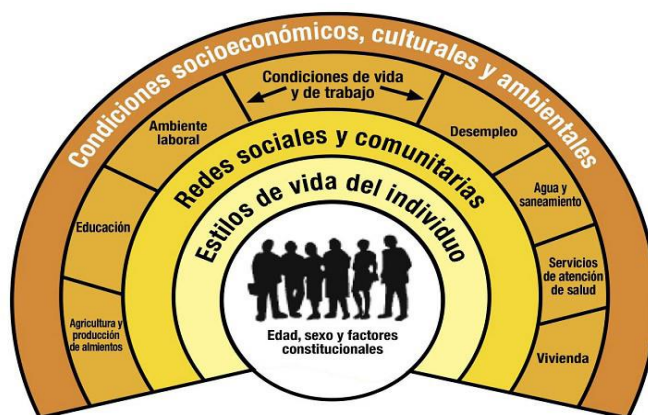 Condiciones socioeconómicos, culturales y ambientales
Condiciones de vida
y de trabajo
Ambiente
laboral
Desempleo
Educación
Agua y
saneamiento
Agricultura y
producción
de almientos
Servicios
de atención
de salud
Vivienda
Redes sociales y comunitarias
Estilos de vida del individuo
Edad, sexo y factores
constitucionales